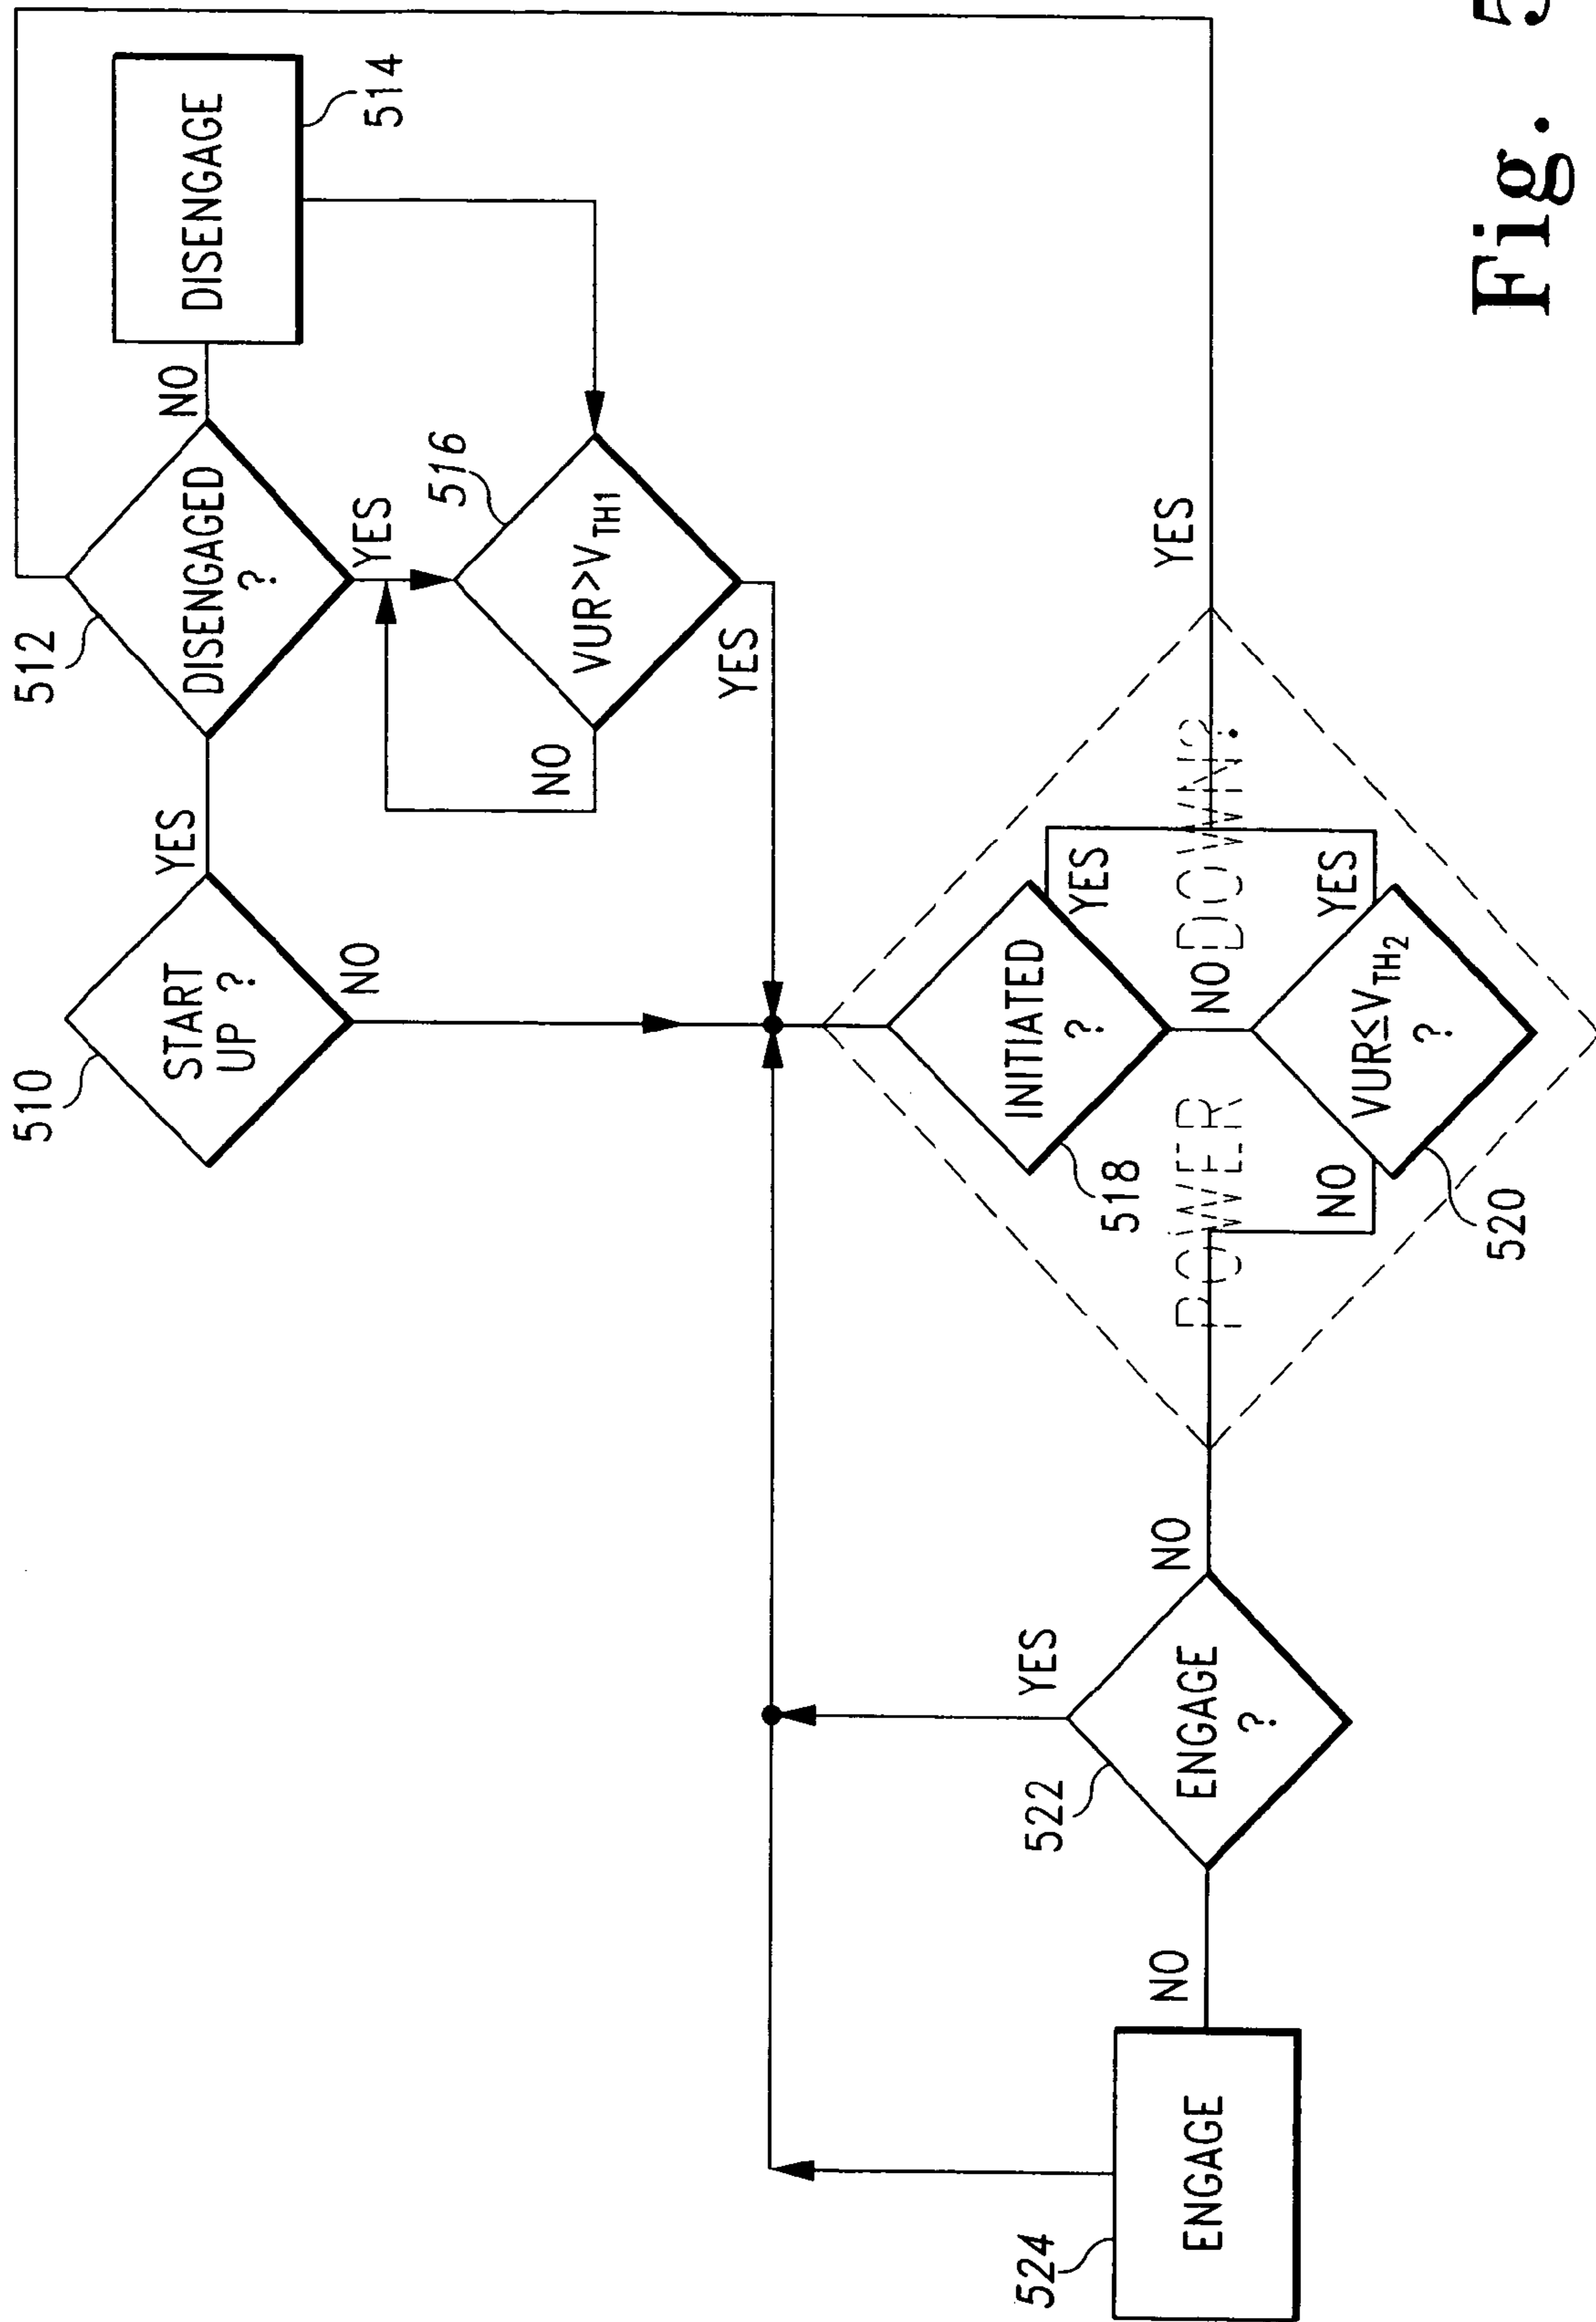 510
START
UP ?
YES
NO
512
DISENGAGED
?
NO
YES
DISENGAGE
514
516
VUR>VTH1
NO
YES
POWER DOWN?
INITIATED
?
518
YES
NO
VUR≤VTH2
?
520
YES
NO
YES
NO
522
ENGAGE
?
YES
NO
524
ENGAGE
Fig. 5